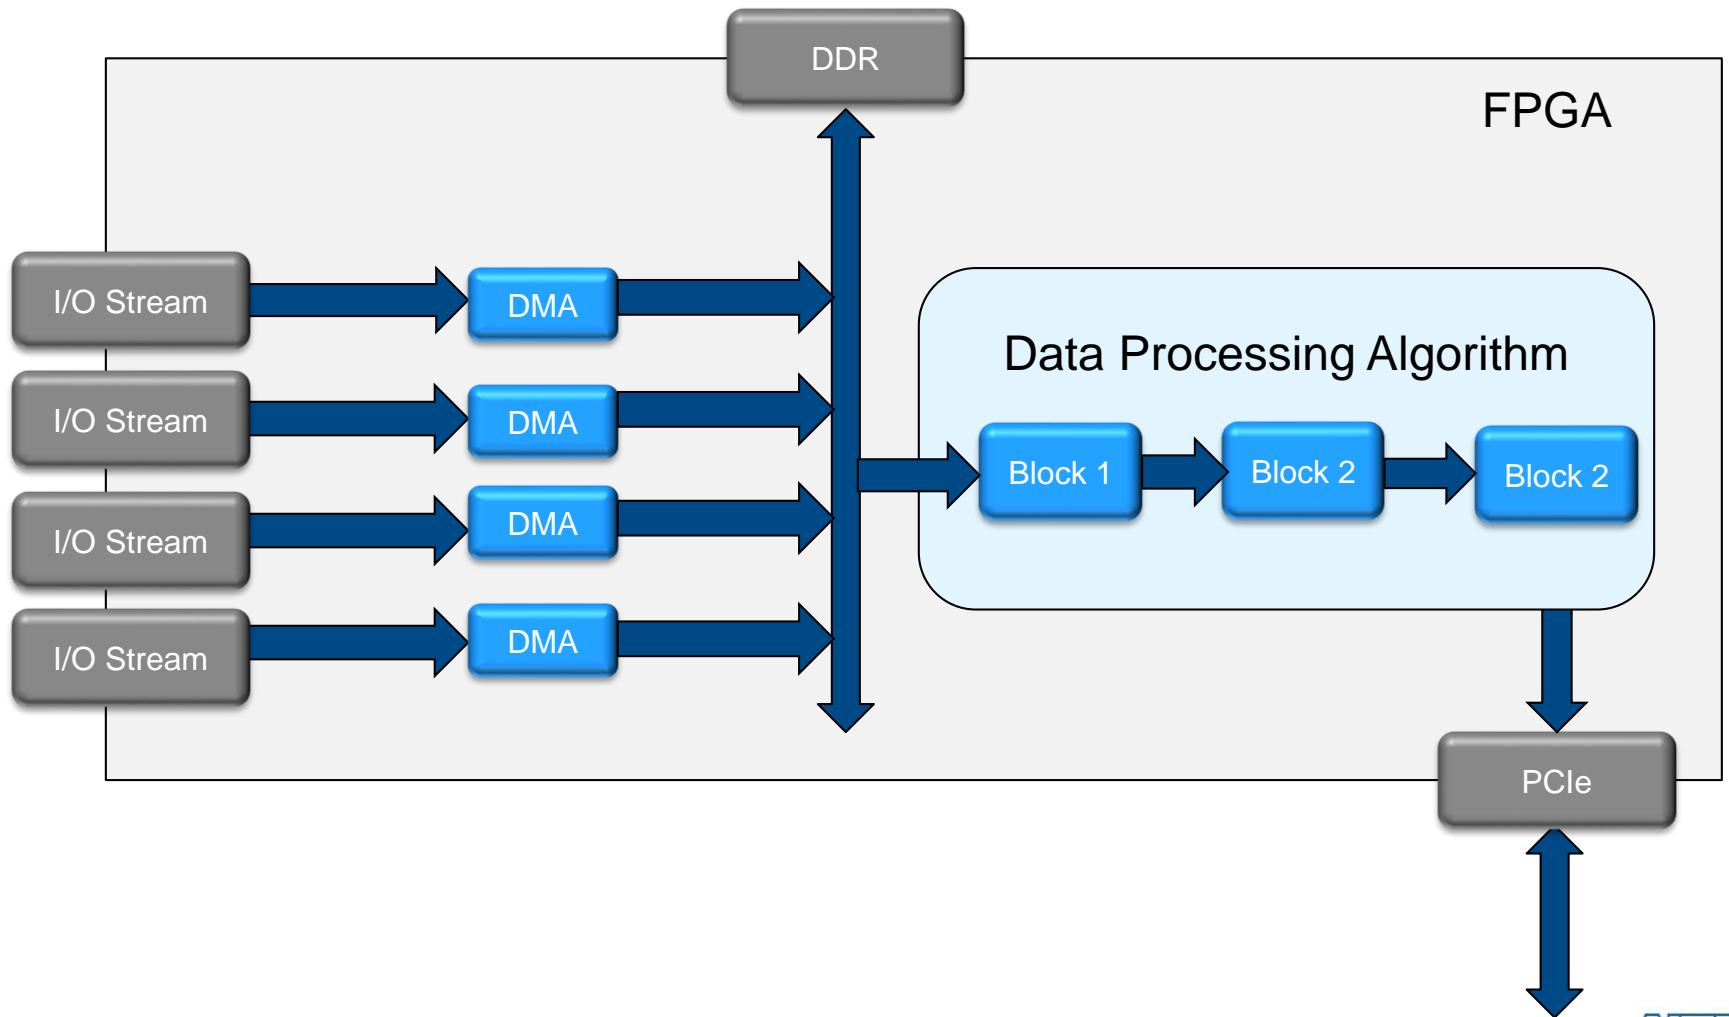 DDR
FPGA
I/O Stream
DMA
I/O Stream
DMA
I/O Stream
DMA
I/O Stream
DMA
Data Processing Algorithm
Block 1
Block 2
Block 2
PCIe